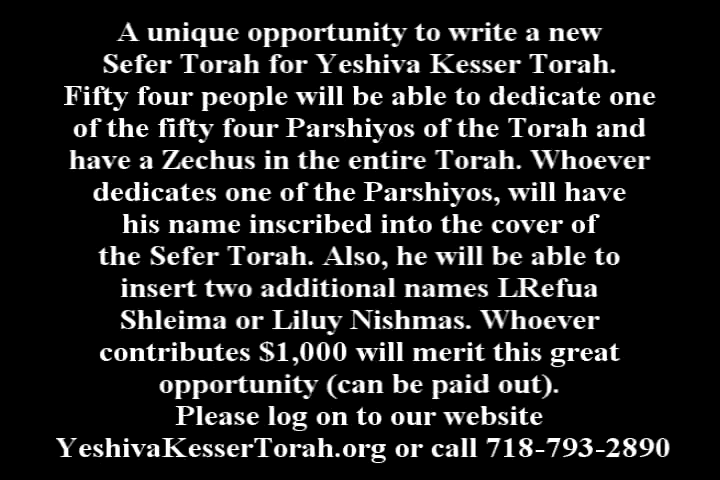 A unique opportunity to write a new
Sefer Torah for Yeshiva Kesser Torah.
Fifty four people will be able to dedicate one
of the fifty four Parshiyos of the Torah and
have a Zechus in the entire Torah. Whoever
dedicates one of the Parshiyos, will have
his name inscribed into the cover of
the Sefer Torah. Also, he will be able to
insert two additional names LRefua
Shleima or Liluy Nishmas. Whoever
contributes $1,000 will merit this great
opportunity (can be paid out).
Please log on to our website
YeshivaKesserTorah.org or call 718-793-2890